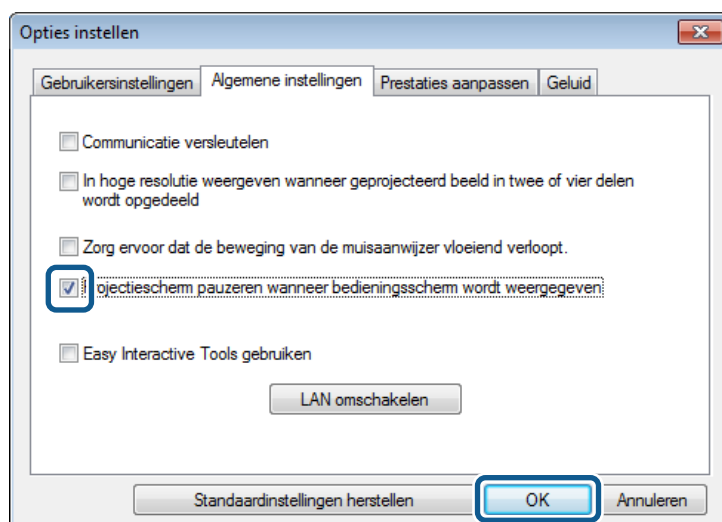 Opties instellen
Gebruikersinstellingen Algemene instellingen Prestaties aanpassen Geluid
Communicatie versleutelen
In hoge resolutie weergeven wanneer geprojecteerd beeld in twee of vier delen
wordt opgedeeld
Zorg ervoor dat de beweging van de muisaanwijzer vloeiend verloopt.
ojectiescherm pauzeren wanneer bedieningsscherm wordt weergegeven
Easy Interactive Tools gebruiken
LAN omschakelen
Standaardinstellingen herstellen OK Annuleren